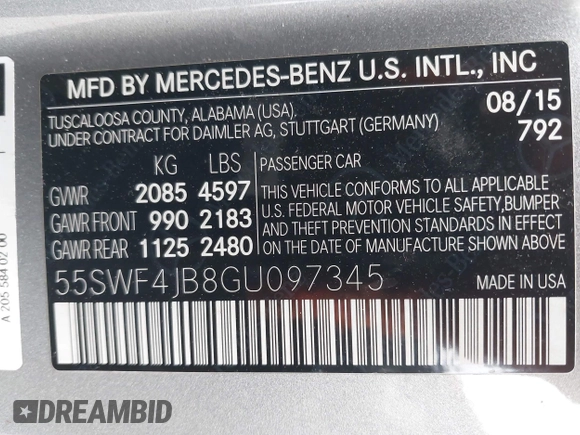 MFD BY MERCEDES-BENZ U.S. INTL., INC
TUSCALOOSA COUNTY, ALABAMA (USA), 08/15
UNDER CONTRACT FOR DAIMLER AG, STUTTGART (GERMANY) 792
KG LBS PASSENGER CAR
GVWR 2085 4597
GAWR FRONT 990 2183
GAWR REAR 1125 2480
THIS VEHICLE CONFORMS TO ALL APPLICABLE
U.S. FEDERAL MOTOR VEHICLE SAFETY,BUMPER
AND THEFT PREVENTION STANDARDS
IN EFFECT ON THE DATE OF
MANUFACTURE SHOWN ABOVE.
55SWF4JB8GU097345 MADE IN USA
A 205 584 02 00
DREAMBID